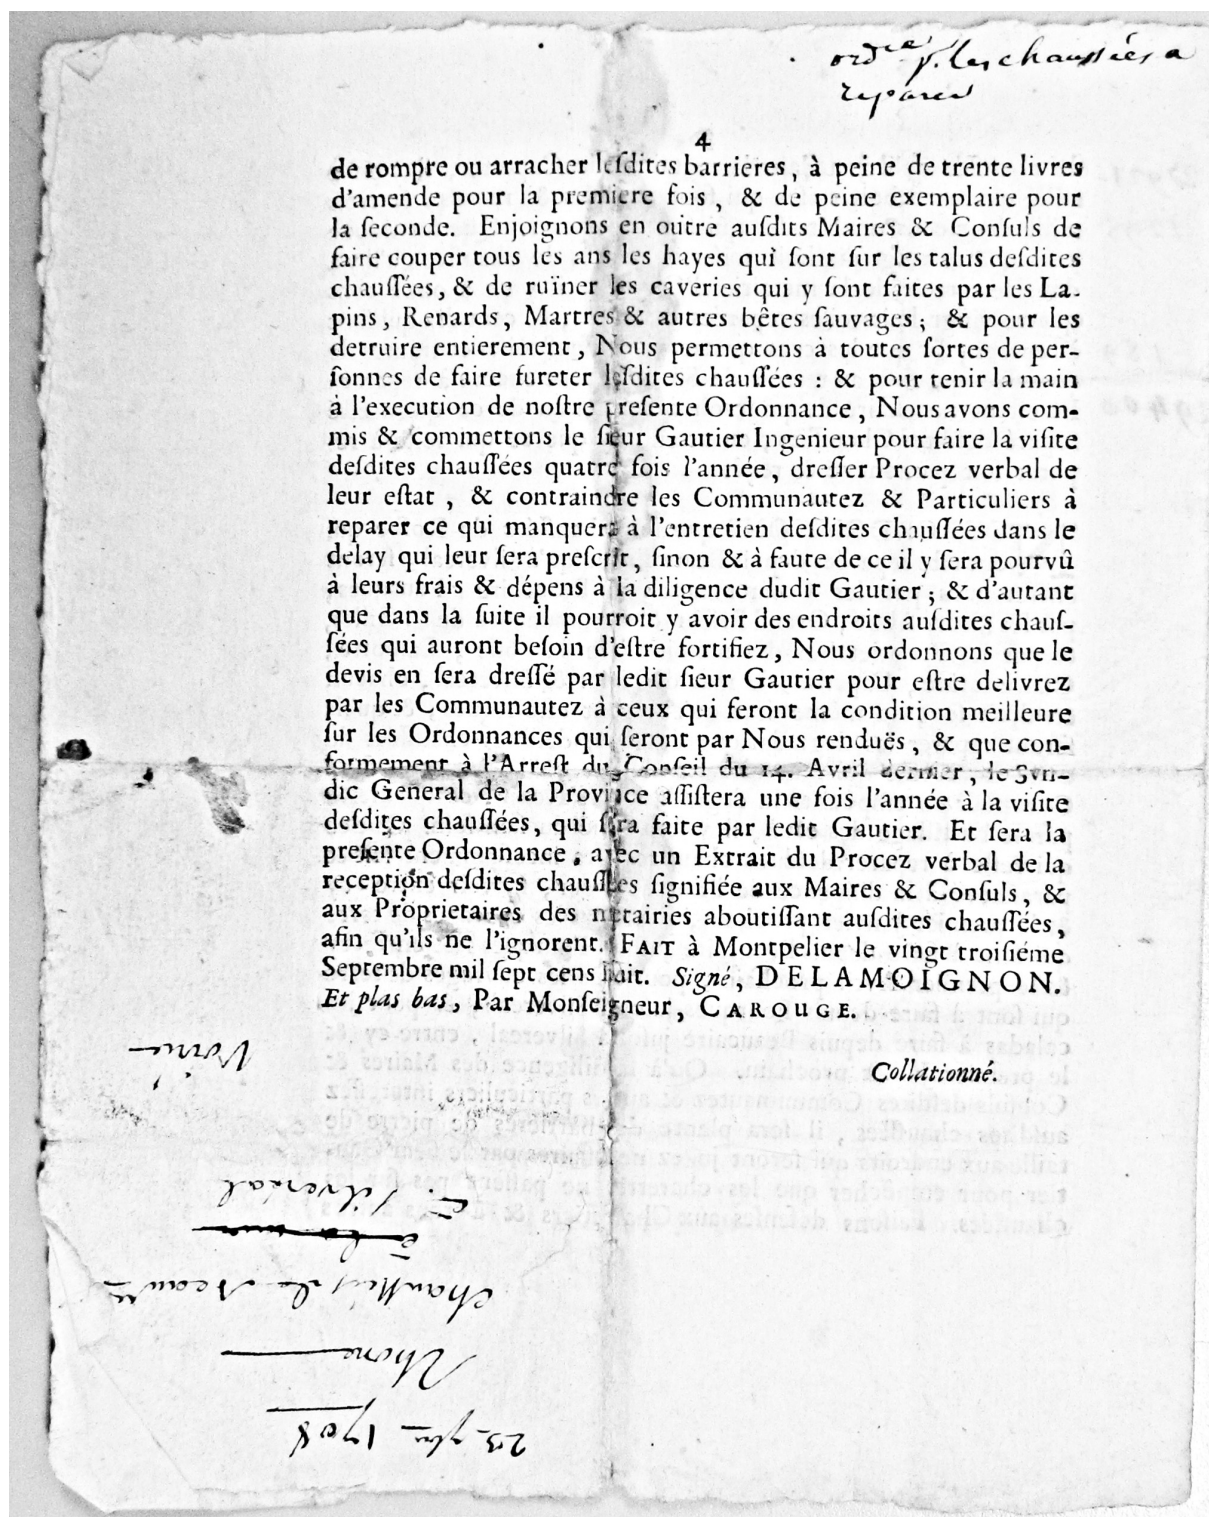 ord^ce p. les chaussées a
reparer
4
de rompre ou arracher leſdites barrieres, à peine de trente livres
d'amende pour la premiere fois, & de peine exemplaire pour
la ſeconde. Enjoignons en outre auſdits Maires & Conſuls de
faire couper tous les ans les hayes qui ſont ſur les talus deſdites
chauſſées, & de ruïner les caveries qui y ſont faites par les La-
pins, Renards, Martres & autres bêtes ſauvages; & pour les
detruire entierement, Nous permettons à toutes ſortes de per-
ſonnes de faire fureter leſdites chauſſées : & pour tenir la main
à l'execution de noſtre preſente Ordonnance, Nous avons com-
mis & commettons le ſieur Gautier Ingenieur pour faire la viſite
deſdites chauſſées quatre fois l'année, dreſſer Procez verbal de
leur eſtat, & contraindre les Communautez & Particuliers à
reparer ce qui manquera à l'entretien deſdites chauſſées dans le
delay qui leur ſera preſcrit, ſinon & à faute de ce il y ſera pourvû
à leurs frais & dépens à la diligence dudit Gautier; & d'autant
que dans la ſuite il pourroit y avoir des endroits auſdites chauſ-
ſées qui auront beſoin d'eſtre fortifiez, Nous ordonnons que le
devis en ſera dreſſé par ledit ſieur Gautier pour eſtre delivrez
par les Communautez à ceux qui feront la condition meilleure
ſur les Ordonnances qui ſeront par Nous renduës, & que con-
formement à l'Arreſt du Conſeil du 14. Avril dernier, le Syn-
dic General de la Province aſſiſtera une fois l'année à la viſite
deſdites chauſſées, qui ſera faite par ledit Gautier. Et ſera la
preſente Ordonnance, avec un Extrait du Procez verbal de la
reception deſdites chauſſées ſignifiée aux Maires & Conſuls, &
aux Proprietaires des metairies aboutiſſant auſdites chauſſées,
afin qu'ils ne l'ignorent. FAIT à Montpelier le vingt troiſiéme
Septembre mil ſept cens huit. Signé, DELAMOIGNON.
Et plas bas, Par Monſeigneur, CAROUGE.
Collationné.
23 7bre 1708
Rhone
chaussées de Beauc^re
a Silvereal
Voirie